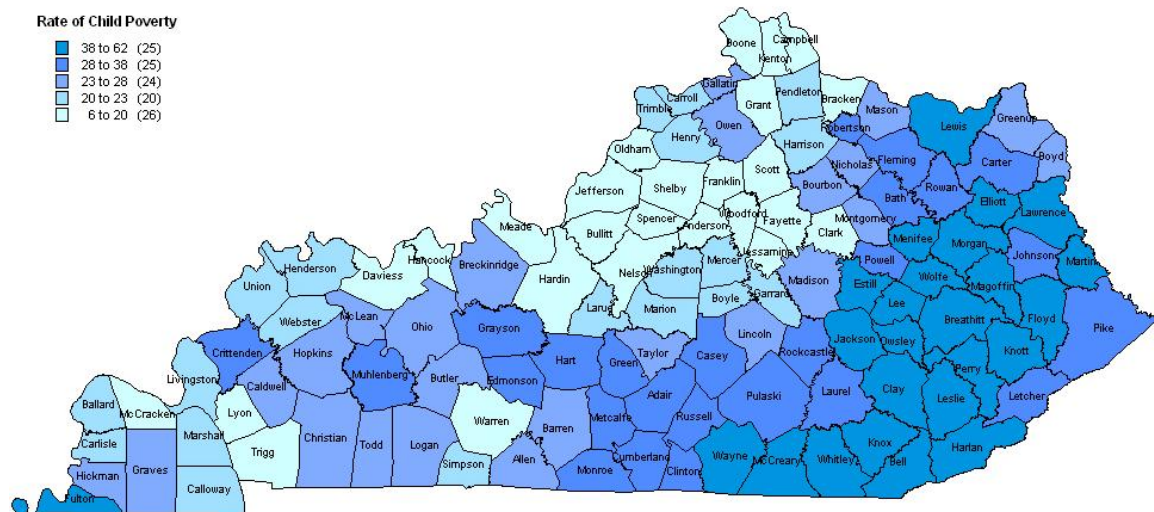 Rate of Child Poverty
38 to 62 (25)
28 to 38 (25)
23 to 28 (24)
20 to 23 (20)
6 to 20 (26)
Boone
Campbell
Kenton
Gallatin
Carroll
Trimble
Grant
Pendleton
Bracken
Mason
Lewis
Greenup
Owen
Henry
Robertson
Harrison
Fleming
Carter
Boyd
Oldham
Nicholas
Scott
Rowan
Jefferson
Shelby
Franklin
Bourbon
Bath
Elliott
Lawrence
Spencer
Woodford
Fayette
Montgomery
Meade
Bullitt
Anderson
Clark
Menifee
Morgan
Hancock
Jessamine
Powell
Johnson
Martin
Henderson
Daviess
Breckinridge
Hardin
Nelson
Washington
Mercer
Madison
Estill
Wolfe
Magoffin
Union
Larue
Marion
Boyle
Garrard
Lee
Webster
McLean
Ohio
Grayson
Lincoln
Breathitt
Floyd
Pike
Crittenden
Hopkins
Hart
Green
Taylor
Casey
Rockcastle
Jackson
Owsley
Knott
Livingston
Caldwell
Muhlenberg
Butler
Edmonson
Perry
Ballard
McCracken
Lyon
Warren
Metcalfe
Adair
Pulaski
Laurel
Clay
Leslie
Letcher
Carlisle
Marshall
Christian
Todd
Logan
Barren
Russell
Hickman
Graves
Trigg
Simpson
Allen
Monroe
Cumberland
Clinton
Wayne
McCreary
Whitley
Knox
Bell
Harlan
Fulton
Calloway